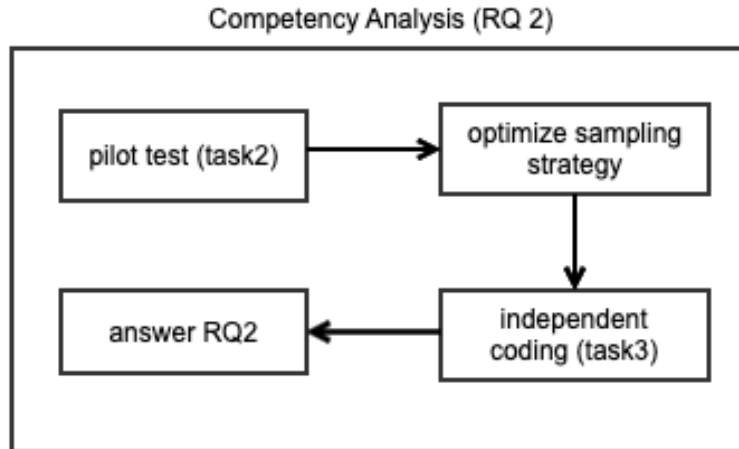 Competency Analysis (RQ 2)
pilot test (task2)
optimize sampling
strategy
independent
coding (task3)
answer RQ2